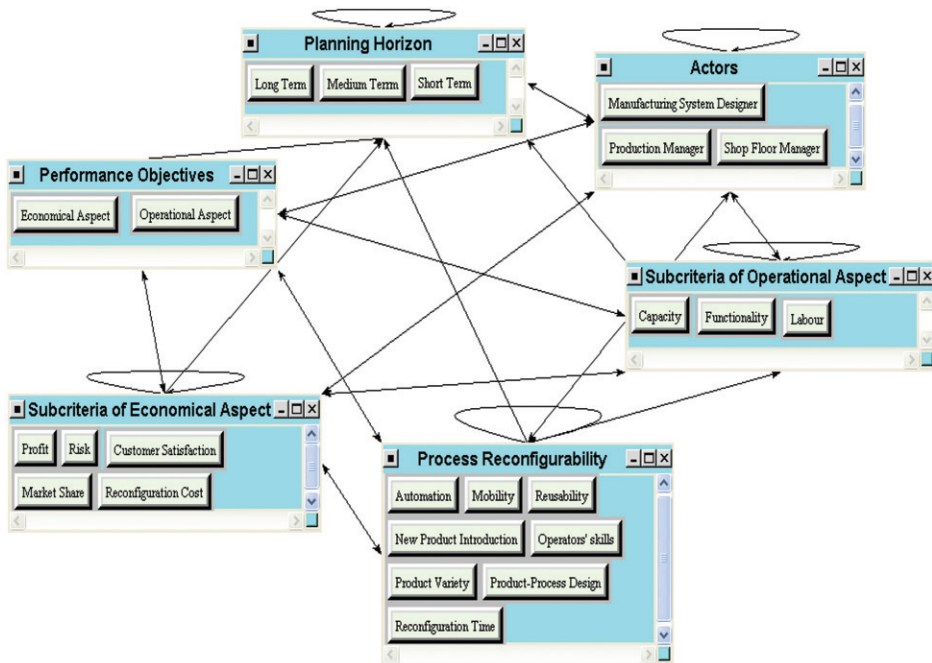 Planning Horizon
Long Term Medium Terrm Short Term
Actors
Manufacturing System Designer
Production Manager Shop Floor Manager
Performance Objectives
Economical Aspect Operational Aspect
Subcriteria of Operational Aspect
Capacity Functionality Labour
Subcriteria of Economical Aspect
Profit Risk Customer Satisfaction
Market Share Reconfiguration Cost
Process Reconfigurability
Automation Mobility Reusability
New Product Introduction Operators' skills
Product Variety Product-Process Design
Reconfiguration Time